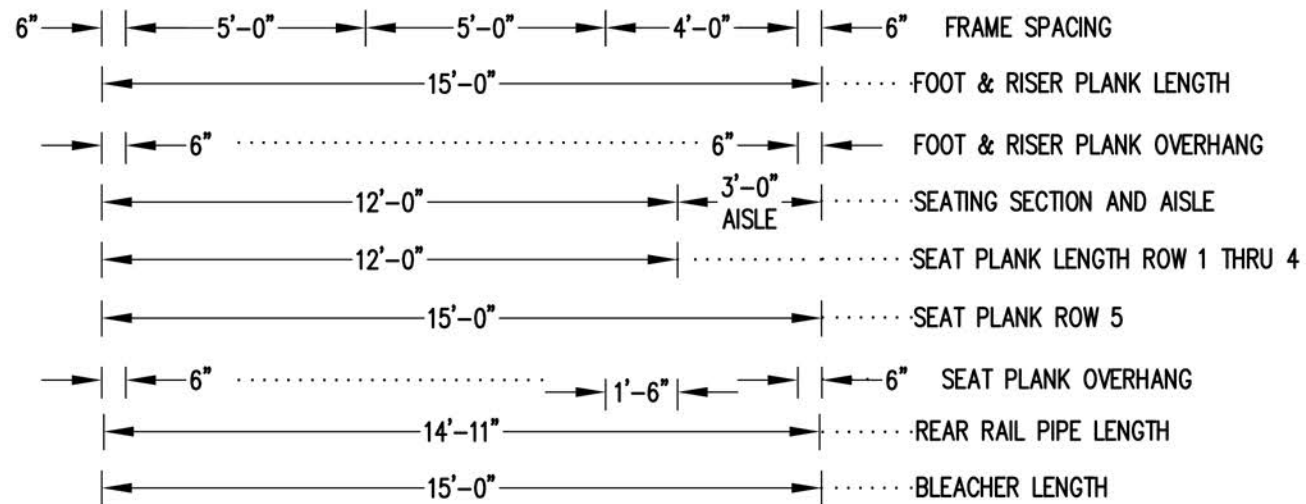 6" 5'-0" 5'-0" 4'-0" 6" FRAME SPACING
15'-0" FOOT & RISER PLANK LENGTH
6" 6" FOOT & RISER PLANK OVERHANG
12'-0" 3'-0" AISLE SEATING SECTION AND AISLE
12'-0" SEAT PLANK LENGTH ROW 1 THRU 4
15'-0" SEAT PLANK ROW 5
6" 1'-6" 6" SEAT PLANK OVERHANG
14'-11" REAR RAIL PIPE LENGTH
15'-0" BLEACHER LENGTH